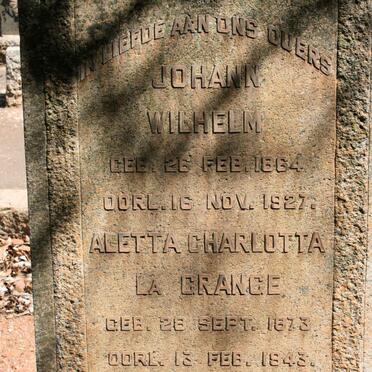 IN LIEFDE AAN ONS OUERS
JOHANN
WILHELM
GEB. 26 FEB. 1864.
OORL. 16 NOV. 1927.
ALETTA CHARLOTTA
LA GRANGE
GEB. 28 SEPT. 1873.
OORL. 13 FEB. 1943.